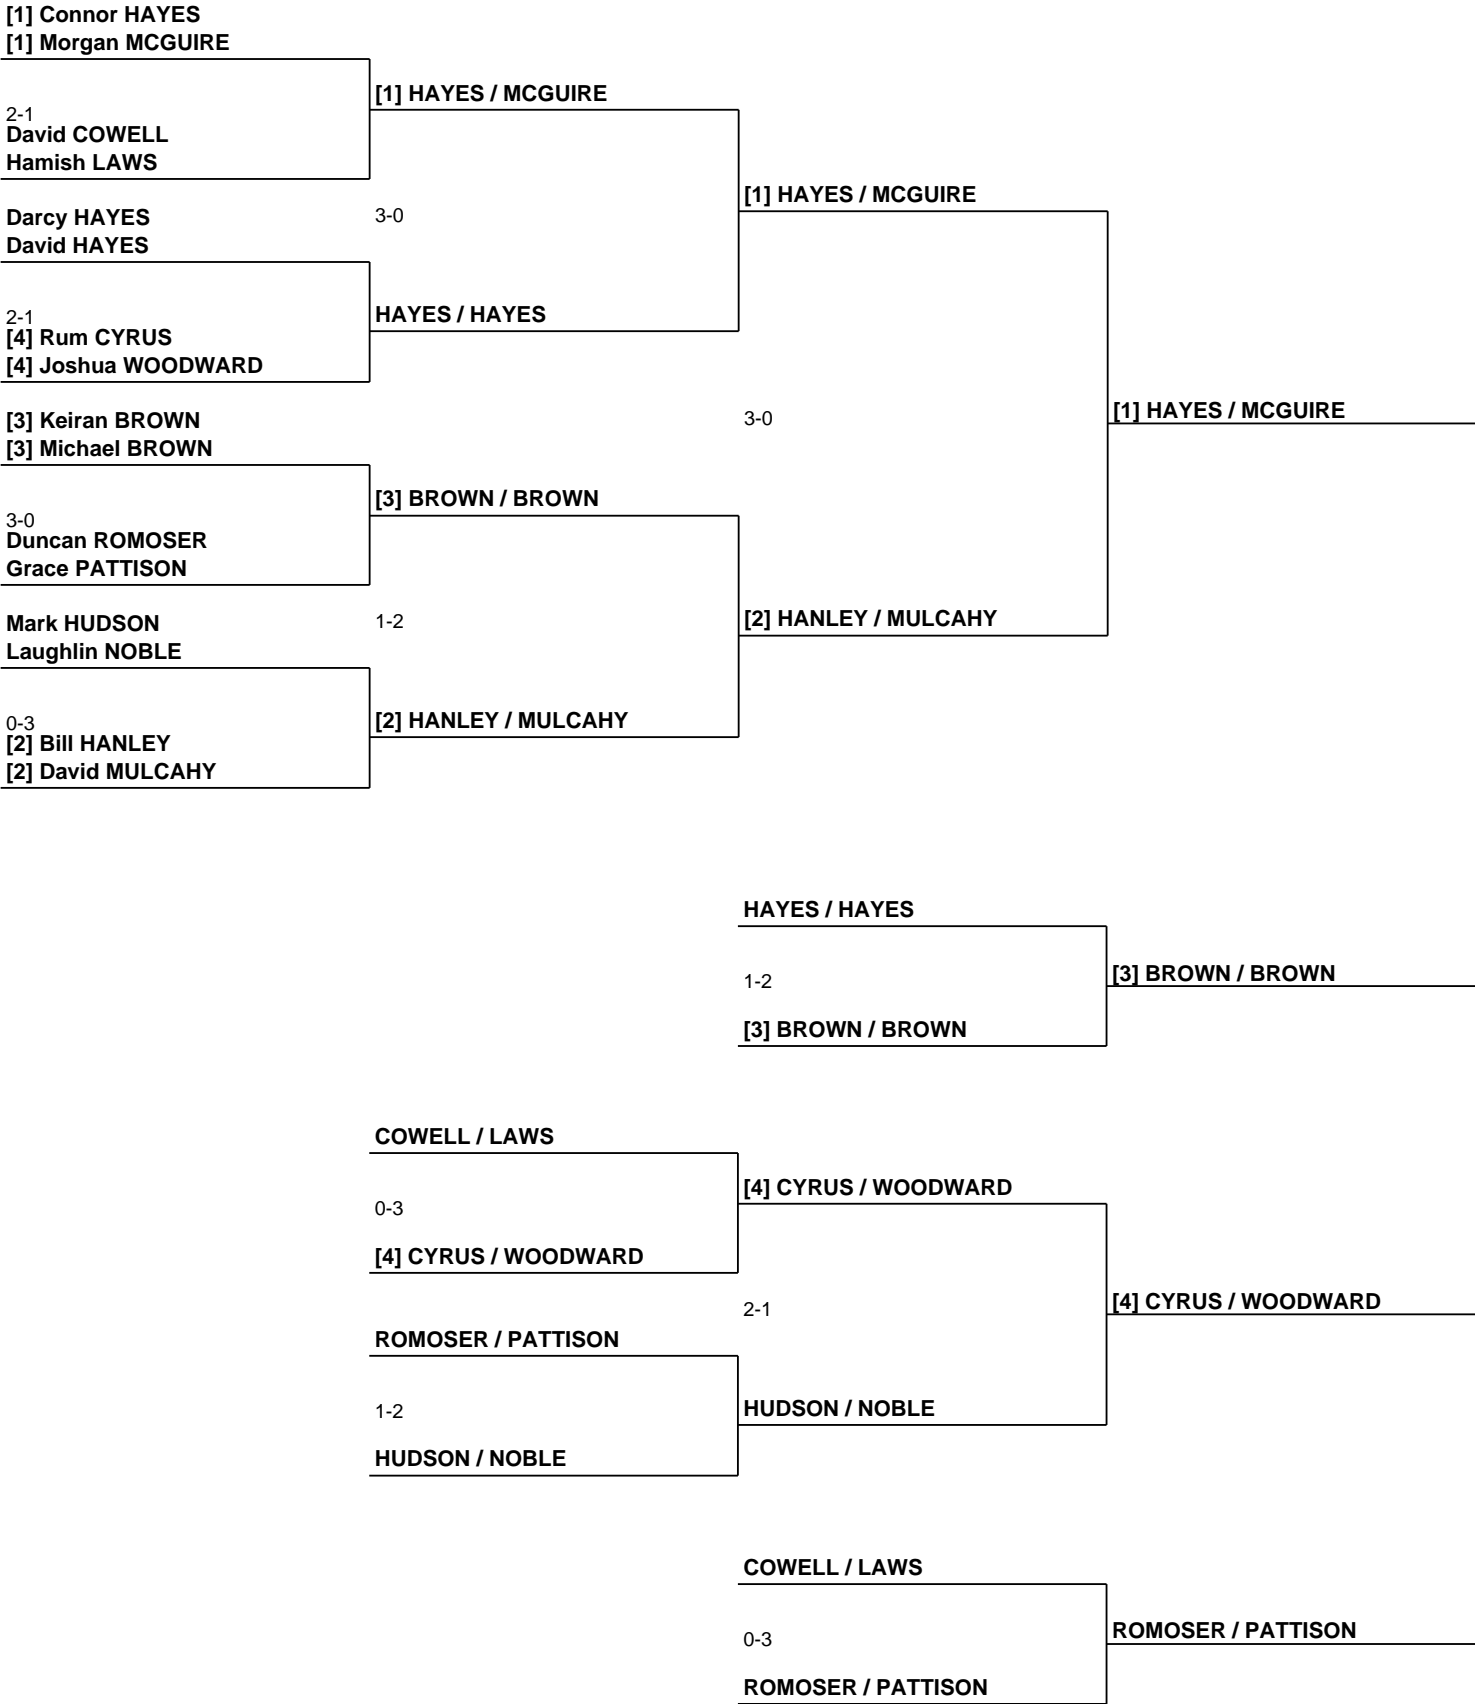 [1] Connor HAYES
[1] Morgan MCGUIRE
[1] HAYES / MCGUIRE
2-1
David COWELL
Hamish LAWS
[1] HAYES / MCGUIRE
Darcy HAYES
3-0
David HAYES
HAYES / HAYES
2-1
[4] Rum CYRUS
[4] Joshua WOODWARD
[1] HAYES / MCGUIRE
[3] Keiran BROWN
3-0
[3] Michael BROWN
[3] BROWN / BROWN
3-0
Duncan ROMOSER
Grace PATTISON
Mark HUDSON
1-2
[2] HANLEY / MULCAHY
Laughlin NOBLE
[2] HANLEY / MULCAHY
0-3
[2] Bill HANLEY
[2] David MULCAHY
HAYES / HAYES
[3] BROWN / BROWN
1-2
[3] BROWN / BROWN
COWELL / LAWS
[4] CYRUS / WOODWARD
0-3
[4] CYRUS / WOODWARD
[4] CYRUS / WOODWARD
2-1
ROMOSER / PATTISON
HUDSON / NOBLE
1-2
HUDSON / NOBLE
COWELL / LAWS
ROMOSER / PATTISON
0-3
ROMOSER / PATTISON